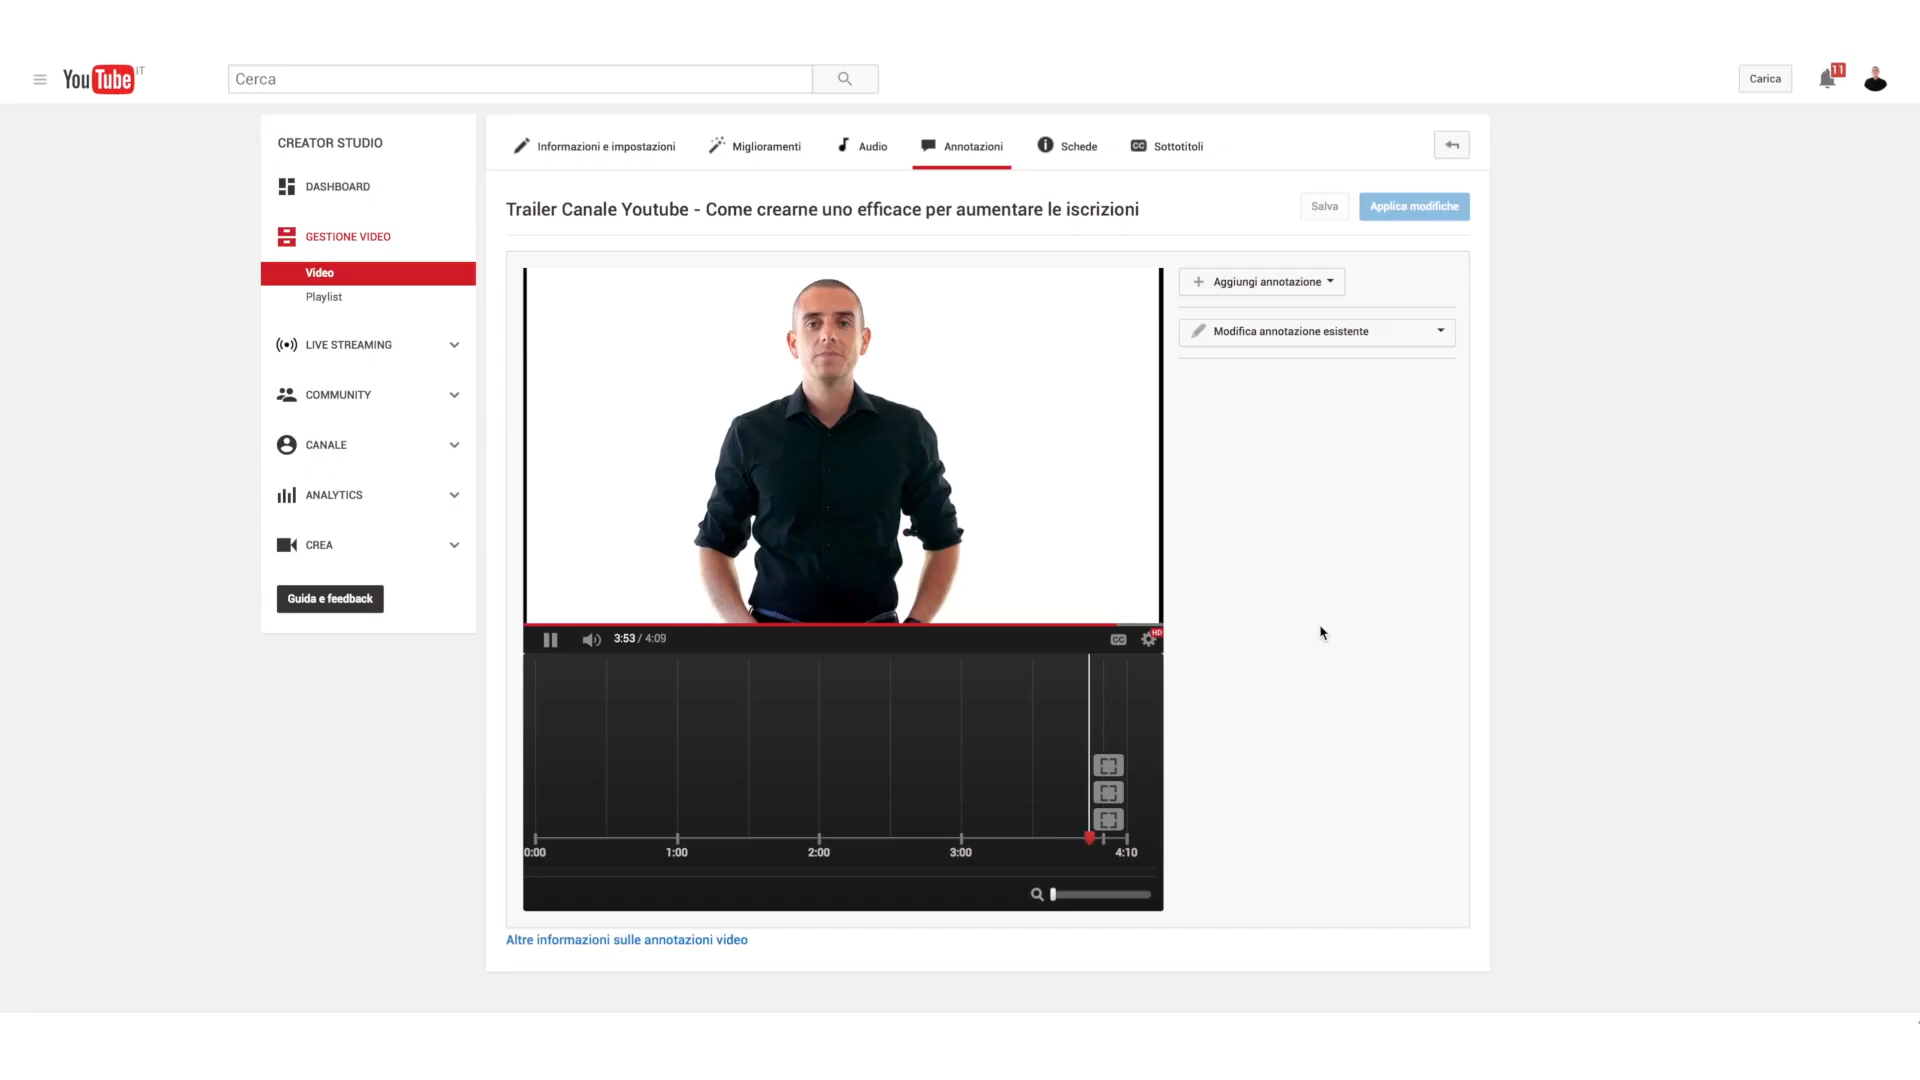 YouTube IT
Cerca
Carica
11
CREATOR STUDIO
DASHBOARD
GESTIONE VIDEO
Video
Playlist
LIVE STREAMING
COMMUNITY
CANALE
ANALYTICS
CREA
Guida e feedback
Informazioni e impostazioni
Miglioramenti
Audio
Annotazioni
Schede
CC Sottotitoli
Trailer Canale Youtube - Come crearne uno efficace per aumentare le iscrizioni
Salva
Applica modifiche
Aggiungi annotazione
Modifica annotazione esistente
3:53 / 4:09
CC
HD
0:00 1:00 2:00 3:00 4:10
Altre informazioni sulle annotazioni video